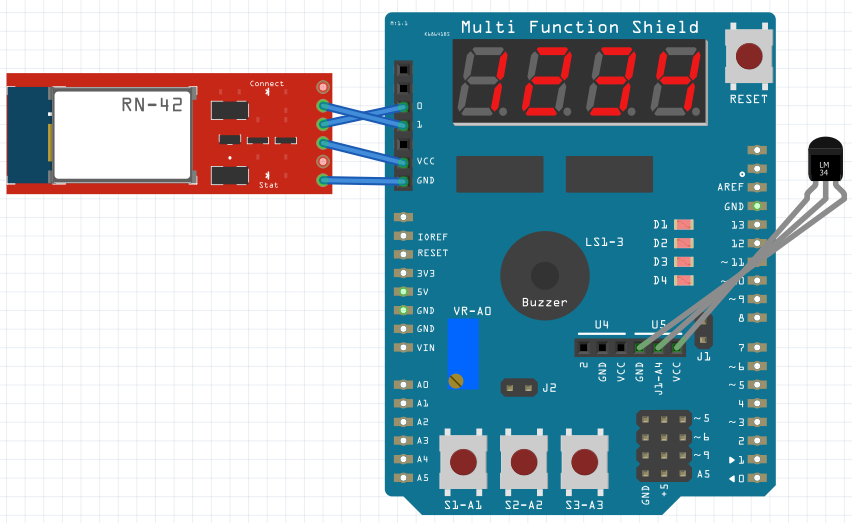 M:1.1
Multi Function Shield
1234
RESET
Connect
RN-42
Stat
0
1
VCC
GND
LM
34
AREF
GND
13
12
~11
~9
8
7
~6
~5
4
~3
2
▶1
◀0
IOREF
RESET
3V3
5V
GND
GND
VIN
A0
A1
A2
A3
A4
A5
D1
D2
D3
D4
LS1-3
Buzzer
VR-A0
U4
U5
2
GND
VCC
GND
J1-A4
VCC
J1
J2
~5
~6
~9
A5
GND
+5
S1-A1
S2-A2
S3-A3